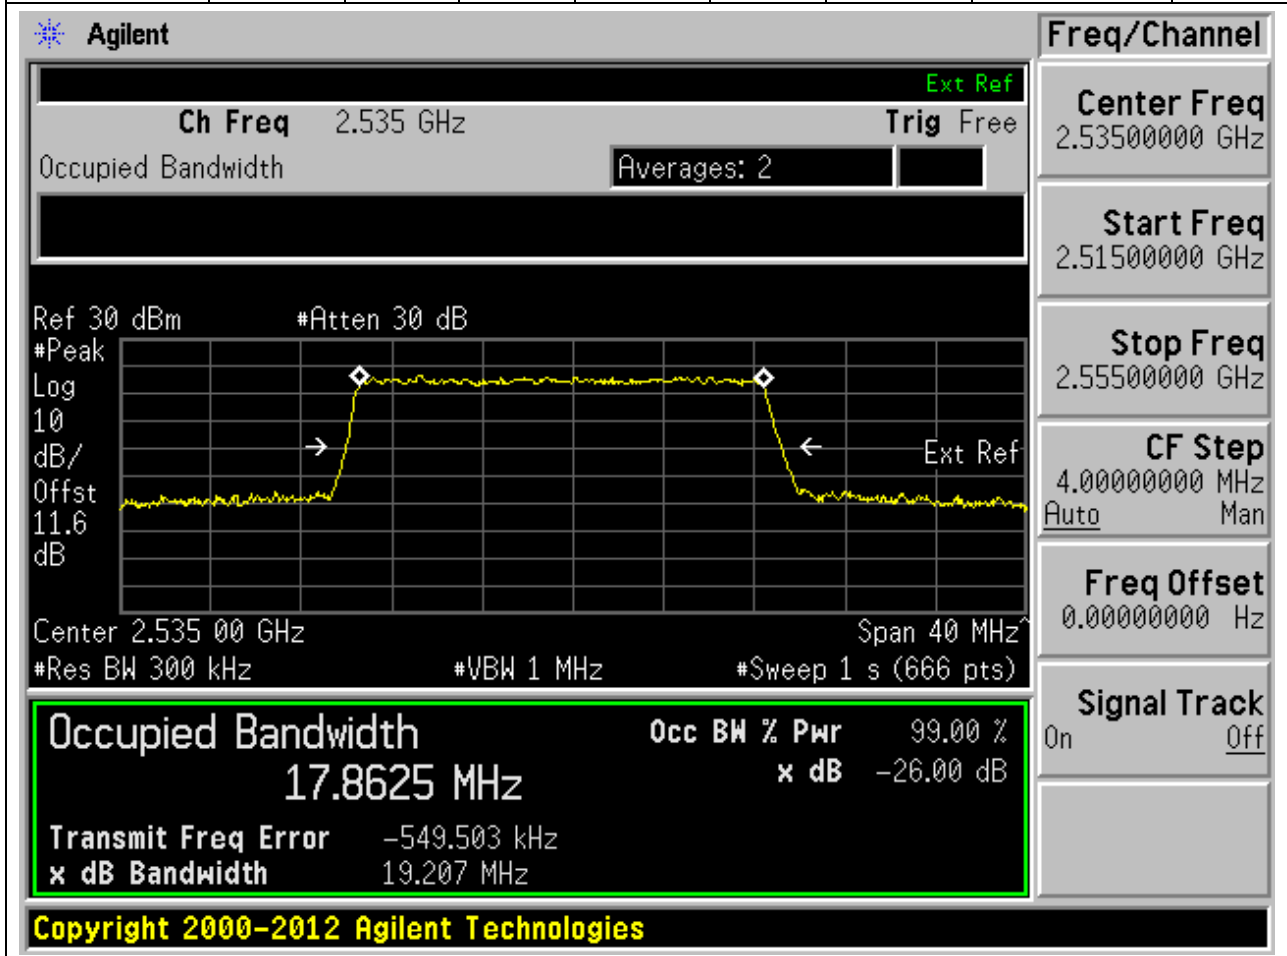 Agilent
Freq/Channel
Ext Ref
Ch Freq 2.535 GHz Trig Free
Occupied Bandwidth Averages: 2
Center Freq
2.53500000 GHz
Start Freq
2.51500000 GHz
Stop Freq
2.55500000 GHz
CF Step
4.00000000 MHz
Auto Man
Freq Offset
0.00000000 Hz
Signal Track
On Off
Ref 30 dBm #Atten 30 dB
#Peak
Log
10
dB/
Offst
11.6
dB
Ext Ref
Center 2.535 00 GHz Span 40 MHz^
#Res BW 300 kHz #VBW 1 MHz #Sweep 1 s (666 pts)
Occupied Bandwidth Occ BW % Pwr 99.00 %
17.8625 MHz x dB -26.00 dB
Transmit Freq Error -549.503 kHz
x dB Bandwidth 19.207 MHz
Copyright 2000-2012 Agilent Technologies